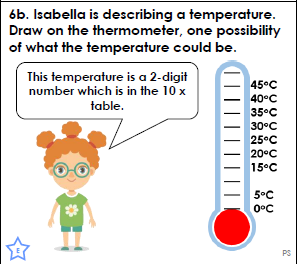 6b. Isabella is describing a temperature.
Draw on the thermometer, one possibility
of what the temperature could be.
This temperature is a 2-digit
number which is in the 10 x
table.
45°C
40°C
35°C
30°C
25°C
20°C
15°C
5°C
0°C
E
PS